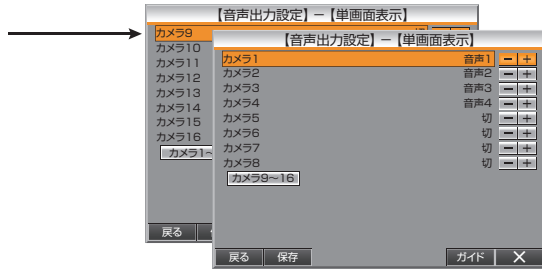 【音声出力設定】－【単画面表示】
カメラ9
カメラ10
カメラ11
カメラ12
カメラ13
カメラ14
カメラ15
カメラ16
カメラ1～
戻る
【音声出力設定】－【単画面表示】
カメラ1 音声1 － ＋
カメラ2 音声2 － ＋
カメラ3 音声3 － ＋
カメラ4 音声4 － ＋
カメラ5 切 － ＋
カメラ6 切 － ＋
カメラ7 切 － ＋
カメラ8 切 － ＋
カメラ9～16
戻る 保存 ガイド ×